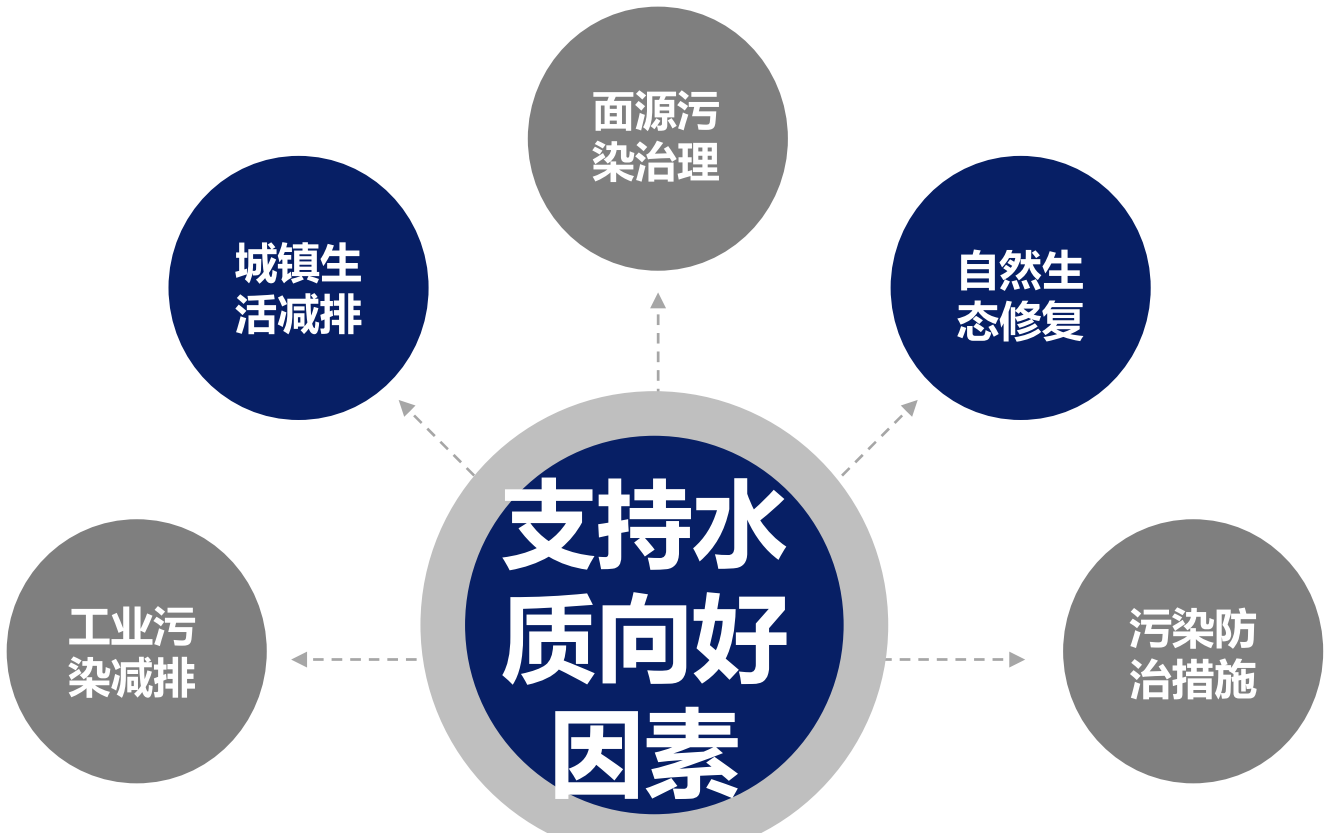 面源污
染治理
城镇生
活减排
自然生
态修复
支持水
质向好
因素
工业污
染减排
污染防
治措施